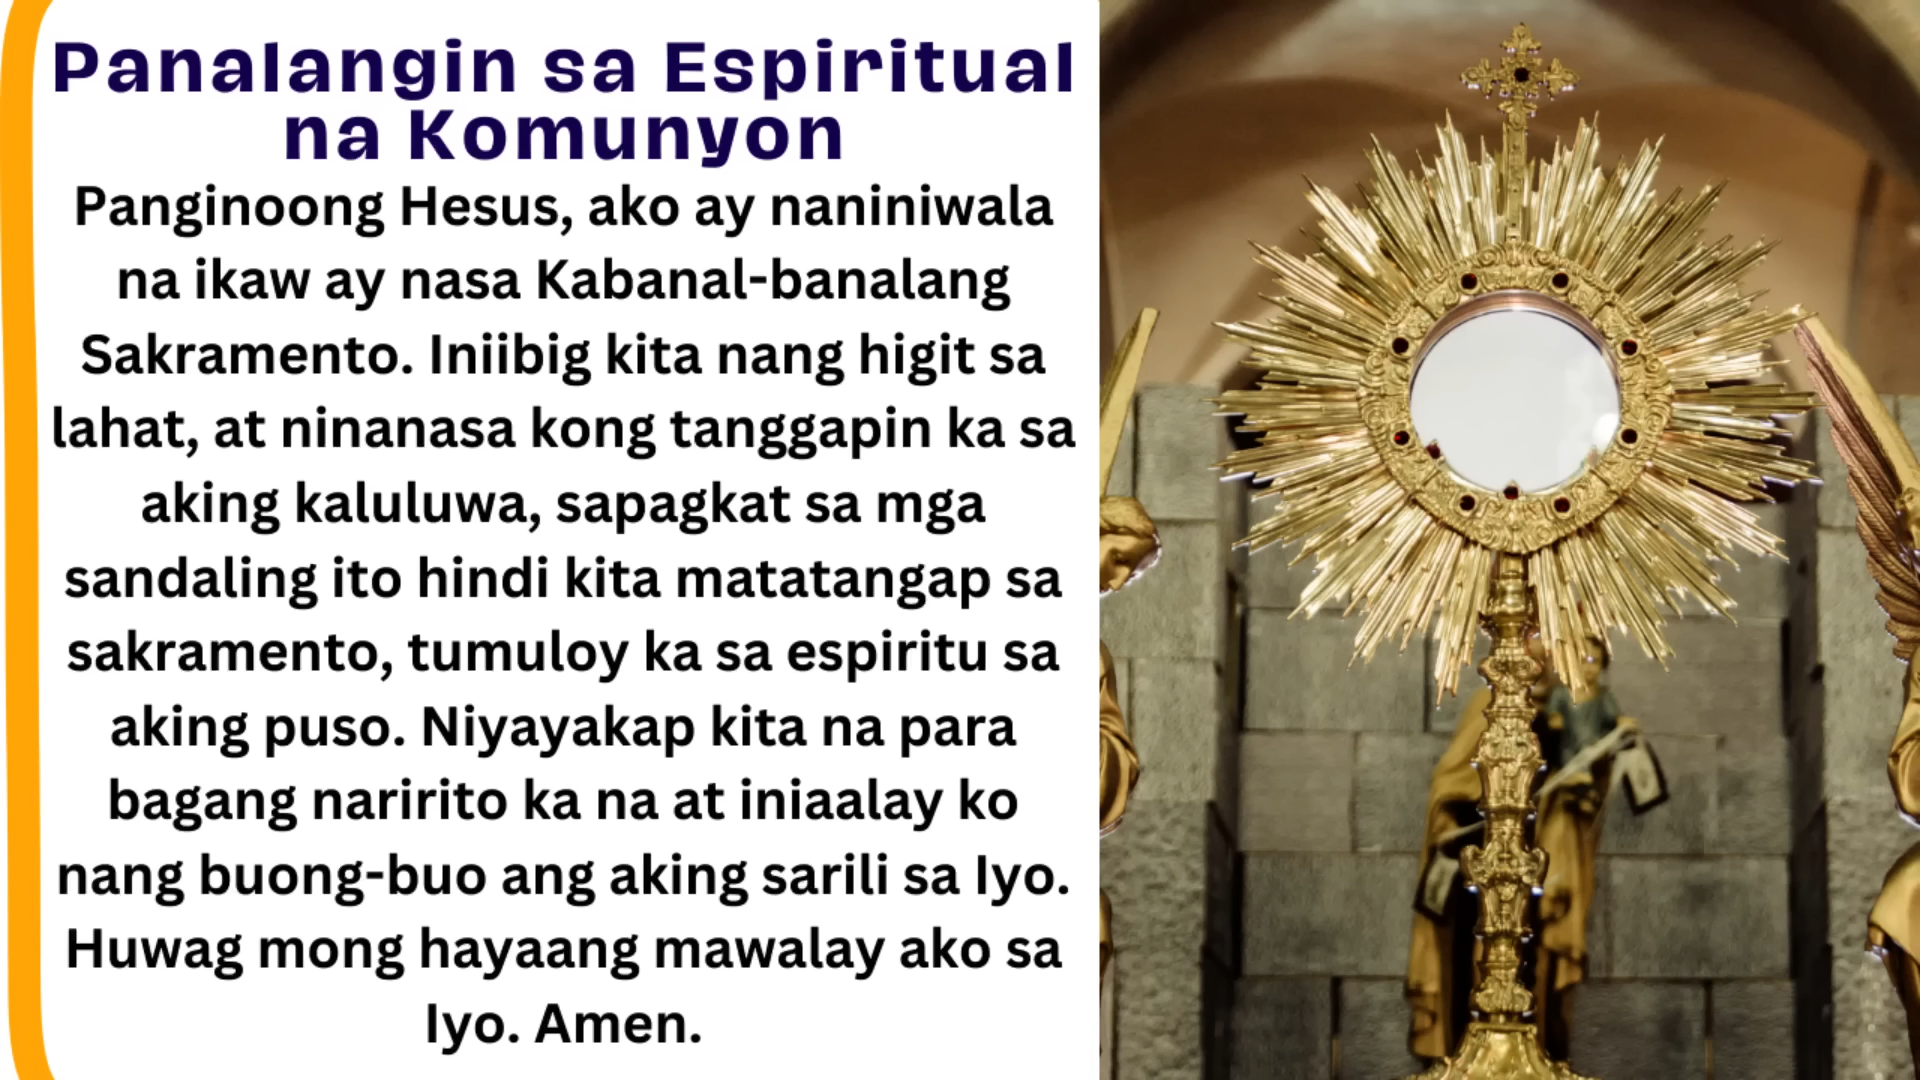 Panalangin sa Espiritual
na Komunyon
Panginoong Hesus, ako ay naniniwala
na ikaw ay nasa Kabanal-banalang
Sakramento. Iniibig kita nang higit sa
lahat, at ninanasa kong tanggapin ka sa
aking kaluluwa, sapagkat sa mga
sandaling ito hindi kita matatangap sa
sakramento, tumuloy ka sa espiritu sa
aking puso. Niyayakap kita na para
bagang naririto ka na at iniaalay ko
nang buong-buo ang aking sarili sa Iyo.
Huwag mong hayaang mawalay ako sa
Iyo. Amen.